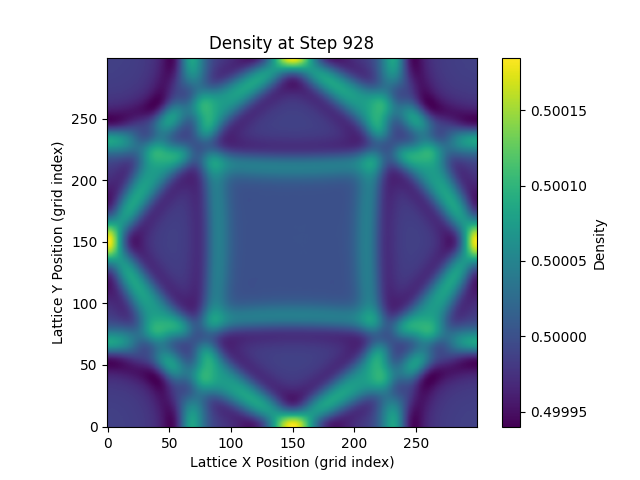 Density at Step 928
Lattice Y Position (grid index)
250
200
150
100
50
0
0 50 100 150 200 250
Lattice X Position (grid index)
0.50015
0.50010
0.50005
0.50000
0.49995
Density